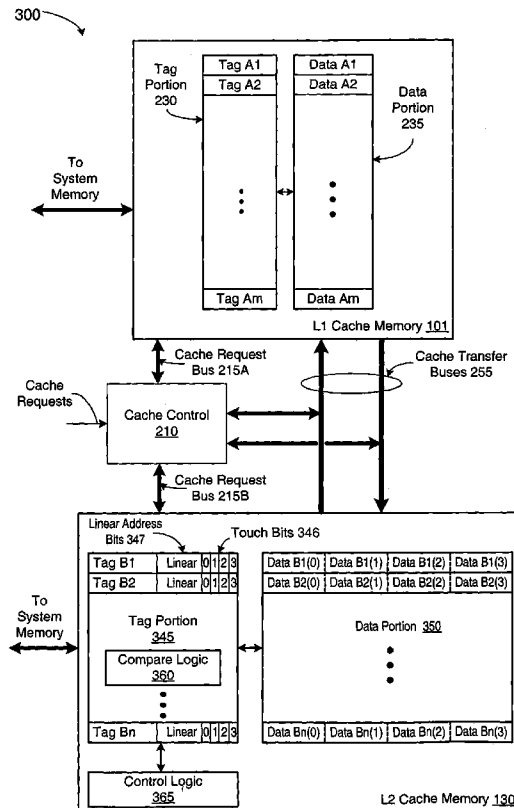 300
Tag
Portion
230
Tag A1
Tag A2
Tag Am
Data A1
Data A2
Data Am
Data
Portion
235
To
System
Memory
L1 Cache Memory 101
Cache Request
Bus 215A
Cache Transfer
Buses 255
Cache
Requests
Cache Control
210
Cache Request
Bus 215B
Linear Address
Bits 347
Touch Bits 346
Tag B1 Linear 0 1 2 3
Tag B2 Linear 0 1 2 3
Data B1(0) Data B1(1) Data B1(2) Data B1(3)
Data B2(0) Data B2(1) Data B2(2) Data B2(3)
To
System
Memory
Tag Portion
345
Compare Logic
360
Data Portion 350
Tag Bn Linear 0 1 2 3
Data Bn(0) Data Bn(1) Data Bn(2) Data Bn(3)
Control Logic
365
L2 Cache Memory 130